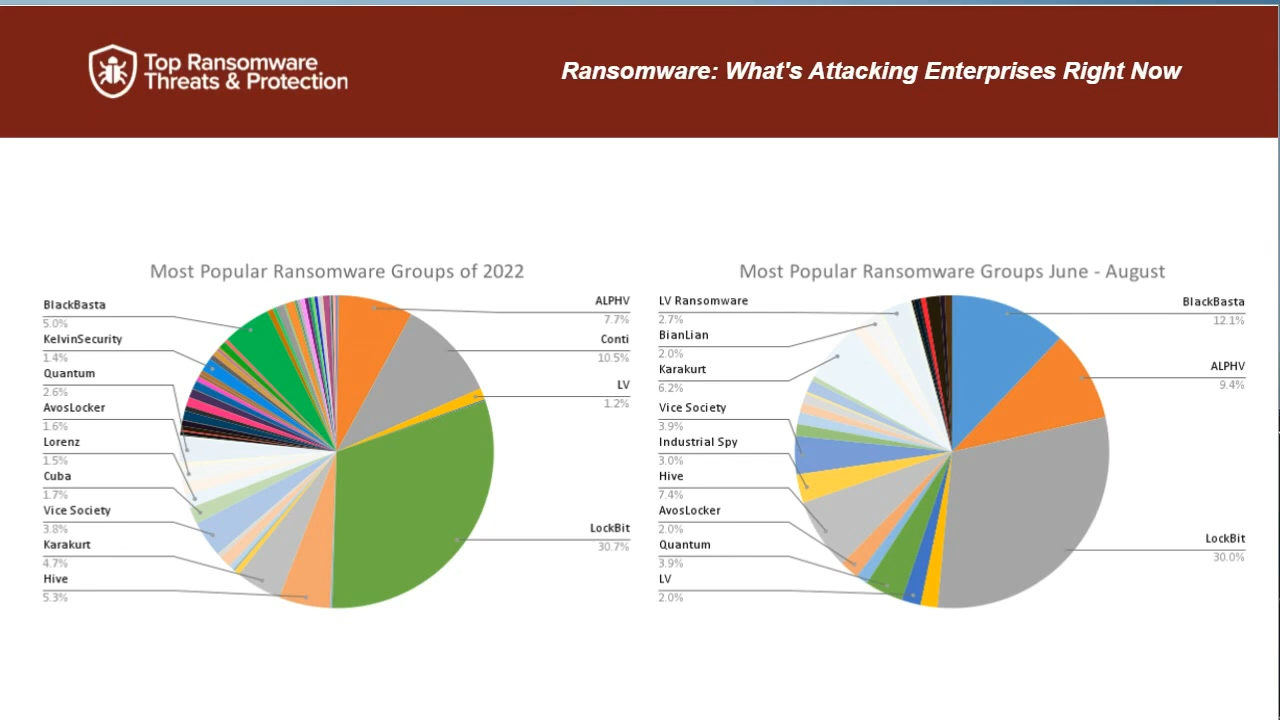 Top Ransomware
Threats & Protection
Ransomware: What's Attacking Enterprises Right Now
Most Popular Ransomware Groups of 2022
BlackBasta
5.0%
KelvinSecurity
1.4%
Quantum
2.6%
AvosLocker
1.6%
Lorenz
1.5%
Cuba
1.7%
Vice Society
3.8%
Karakurt
4.7%
Hive
5.3%
ALPHV
7.7%
Conti
10.5%
LV
1.2%
LockBit
30.7%
Most Popular Ransomware Groups June - August
LV Ransomware
2.7%
BianLian
2.0%
Karakurt
6.2%
Vice Society
3.9%
Industrial Spy
3.0%
Hive
7.4%
AvosLocker
2.0%
Quantum
3.9%
LV
2.0%
BlackBasta
12.1%
ALPHV
9.4%
LockBit
30.0%